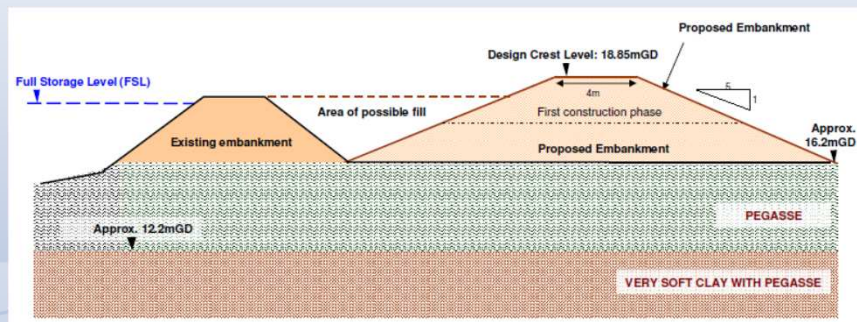 Proposed Embankment
Design Crest Level: 18.85mGD
Full Storage Level (FSL)
5
1
4m
Area of possible fill
First construction phase
Existing embankment
Proposed Embankment
Approx.
16.2mGD
PEGASSE
Approx. 12.2mGD
VERY SOFT CLAY WITH PEGASSE